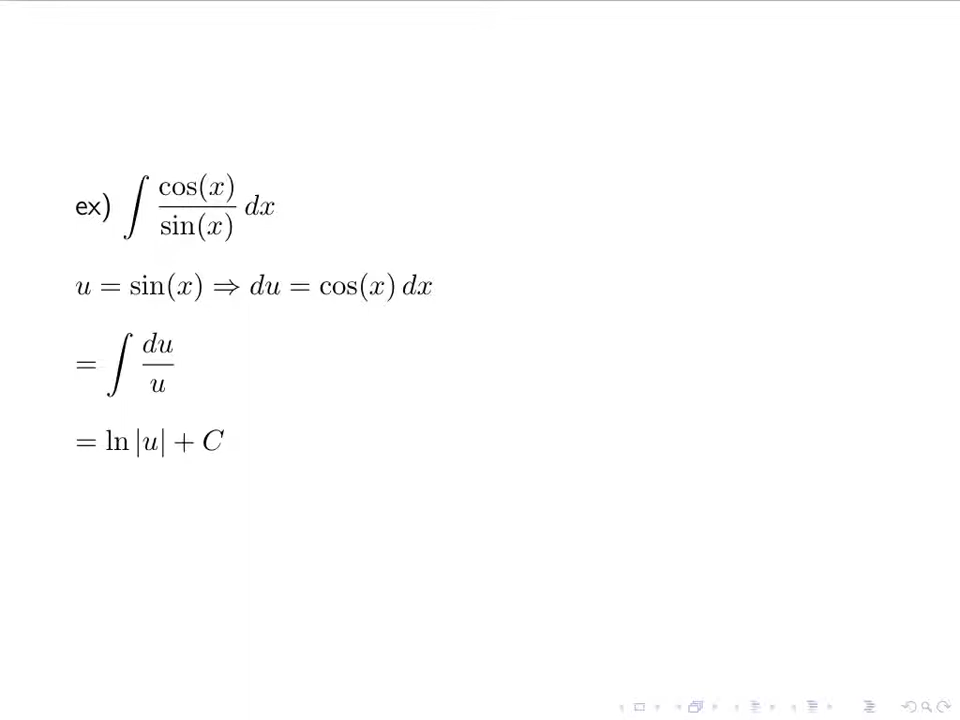 ex) ∫ cos(x)/sin(x) dx
u = sin(x) ⇒ du = cos(x) dx
= ∫ du/u
= ln |u| + C